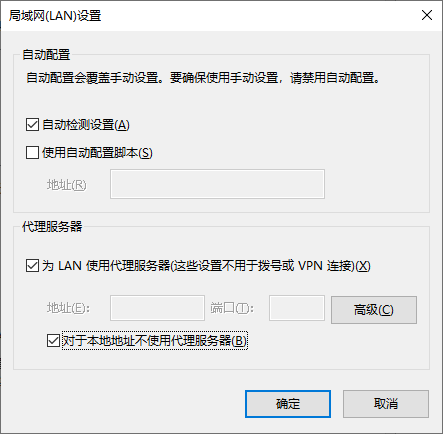 局域网(LAN)设置
自动配置
自动配置会覆盖手动设置。要确保使用手动设置，请禁用自动配置。
自动检测设置(A)
使用自动配置脚本(S)
地址(R)
代理服务器
为 LAN 使用代理服务器(这些设置不用于拨号或 VPN 连接)(X)
地址(E): 端口(T): 高级(C)
对于本地地址不使用代理服务器(B)
确定 取消